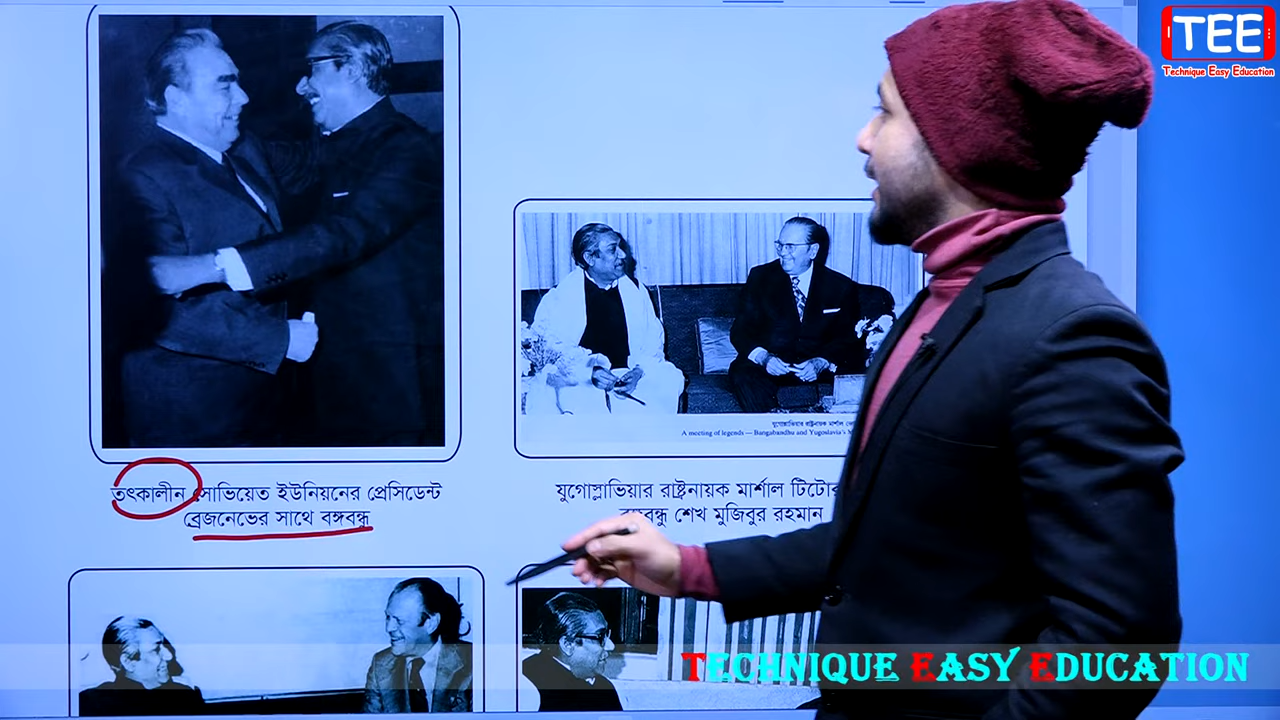 TEE
Technique Easy Education
যুগোস্লাভিয়ার রাষ্ট্রনায়ক মার্শাল
A meeting of legends — Bangabandhu and Yugoslavia's
তৎকালীন সোভিয়েত ইউনিয়নের প্রেসিডেন্ট
ব্রেজনেভের সাথে বঙ্গবন্ধু
যুগোস্লাভিয়ার রাষ্ট্রনায়ক মার্শাল টিটোর
বঙ্গবন্ধু শেখ মুজিবুর রহমান
TECHNIQUE EASY EDUCATION